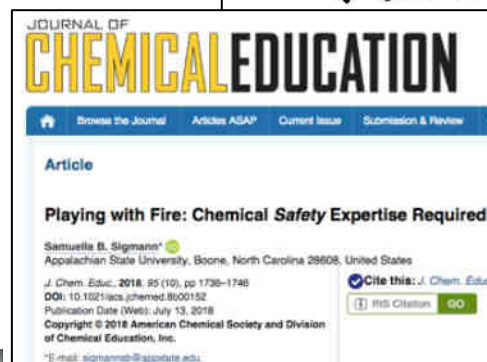 JOURNAL OF
CHEMICAL EDUCATION
Browse the Journal Articles ASAP Current Issue Submission & Review
Article
Playing with Fire: Chemical Safety Expertise Required
Samuella B. Sigmann*
Appalachian State University, Boone, North Carolina 28608, United States
J. Chem. Educ., 2018, 95 (10), pp 1736–1746
DOI: 10.1021/acs.jchemed.8b00152
Publication Date (Web): July 13, 2018
Copyright © 2018 American Chemical Society and Division
of Chemical Education, Inc.
*E-mail: sigmannsb@appstate.edu.
Cite this: J. Chem. Educ
RIS Citation GO